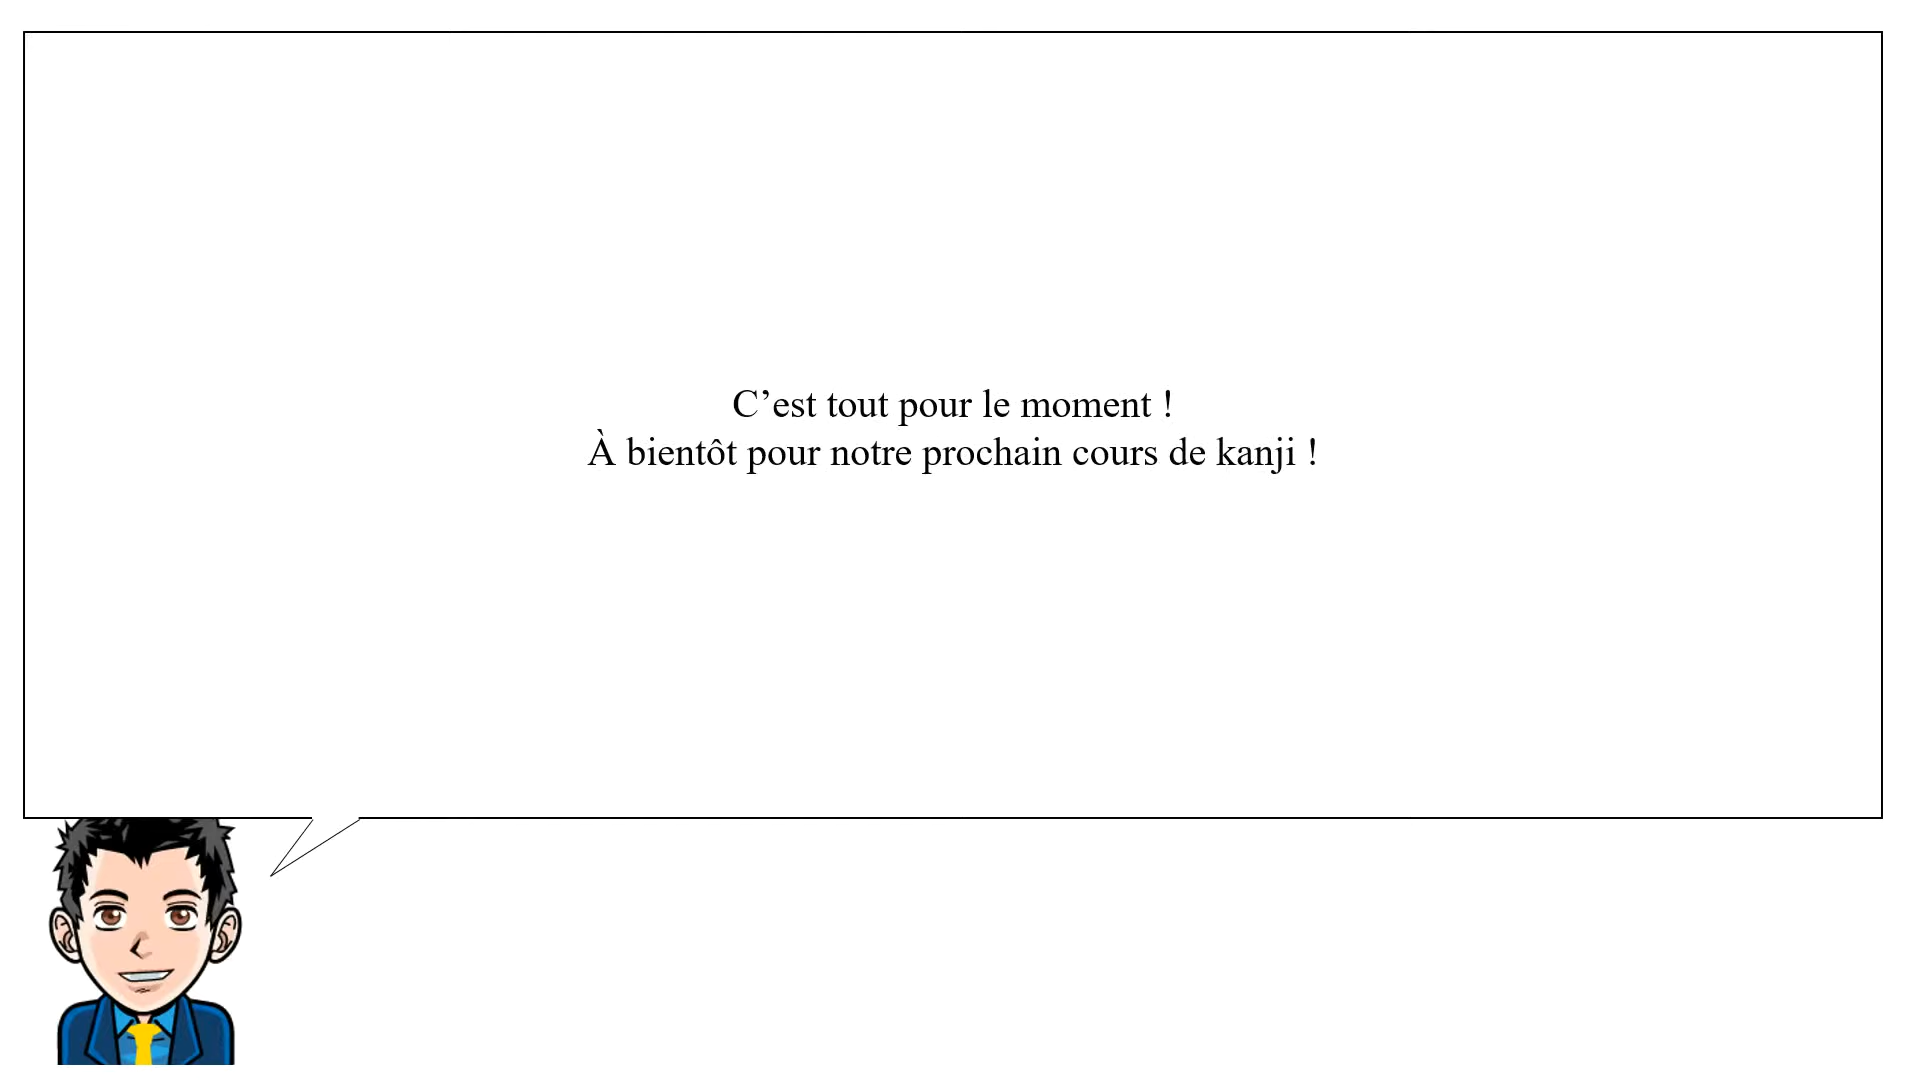 C’est tout pour le moment !
À bientôt pour notre prochain cours de kanji !